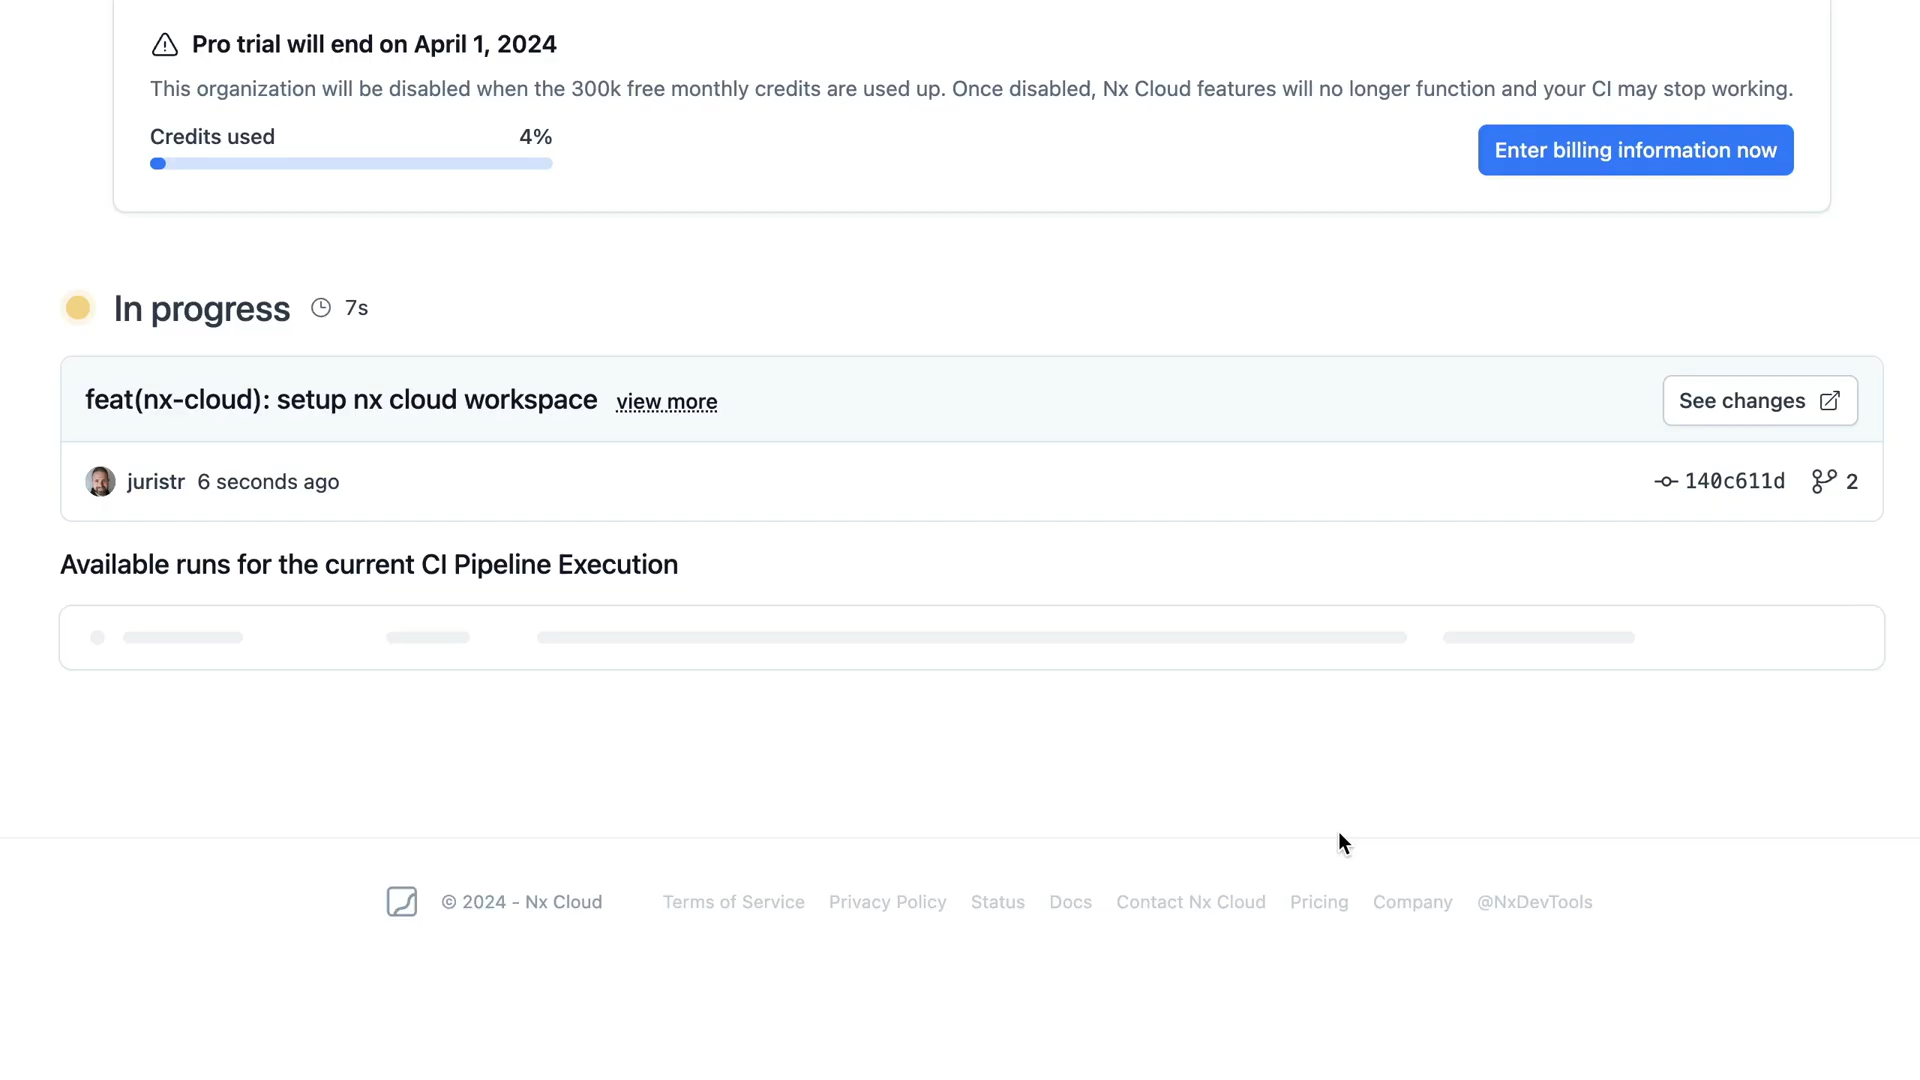 Pro trial will end on April 1, 2024
This organization will be disabled when the 300k free monthly credits are used up. Once disabled, Nx Cloud features will no longer function and your CI may stop working.
Credits used 4%
Enter billing information now
In progress 7s
feat(nx-cloud): setup nx cloud workspace view more See changes
juristr 6 seconds ago 140c611d 2
Available runs for the current CI Pipeline Execution
© 2024 - Nx Cloud Terms of Service Privacy Policy Status Docs Contact Nx Cloud Pricing Company @NxDevTools